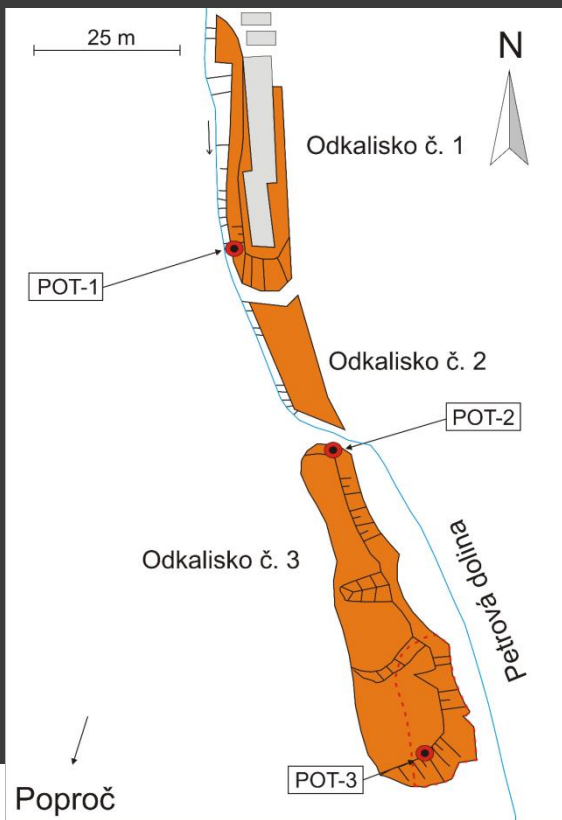 25 m
N
Odkalisko č. 1
POT-1
Odkalisko č. 2
POT-2
Odkalisko č. 3
Petrová dolina
POT-3
Poproč